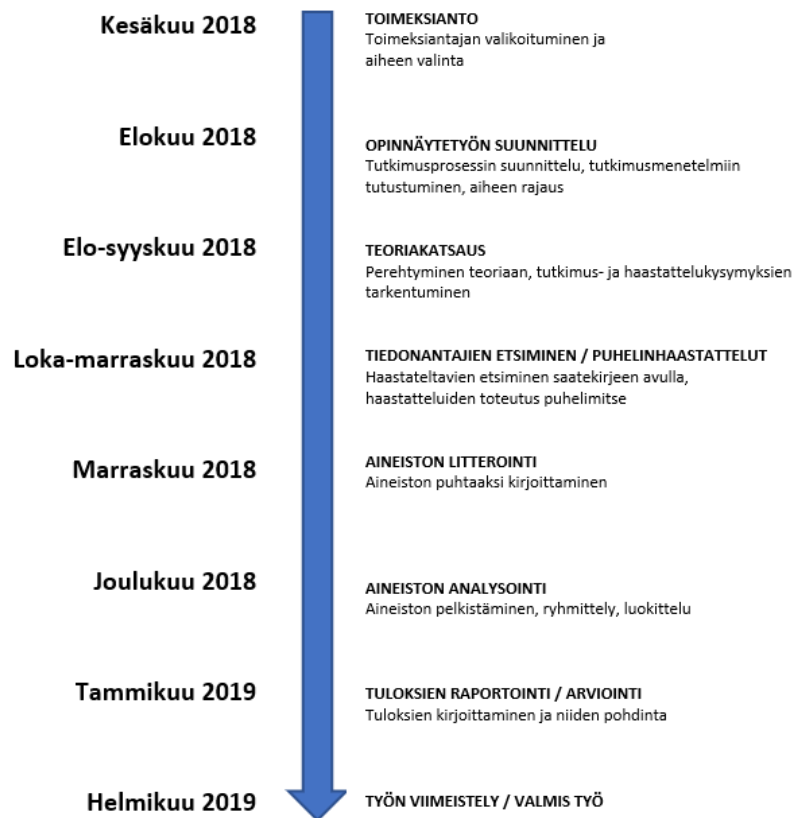 Kesäkuu 2018
TOIMEKSIANTO
Toimeksiantajan valikoituminen ja
aiheen valinta
Elokuu 2018
OPINNÄYTETYÖN SUUNNITTELU
Tutkimusprosessin suunnittelu, tutkimusmenetelmiin
tutustuminen, aiheen rajaus
Elo-syyskuu 2018
TEORIAKATSAUS
Perehtyminen teoriaan, tutkimus- ja haastattelukysymyksien
tarkentuminen
Loka-marraskuu 2018
TIEDONANTAJIEN ETSIMINEN / PUHELINHAASTATTELUT
Haastateltavien etsiminen saatekirjeen avulla,
haastatteluiden toteutus puhelimitse
Marraskuu 2018
AINEISTON LITTEROINTI
Aineiston puhtaaksi kirjoittaminen
Joulukuu 2018
AINEISTON ANALYSOINTI
Aineiston pelkistäminen, ryhmittely, luokittelu
Tammikuu 2019
TULOKSIEN RAPORTOINTI / ARVIOINTI
Tuloksien kirjoittaminen ja niiden pohdinta
Helmikuu 2019
TYÖN VIIMEISTELY / VALMIS TYÖ